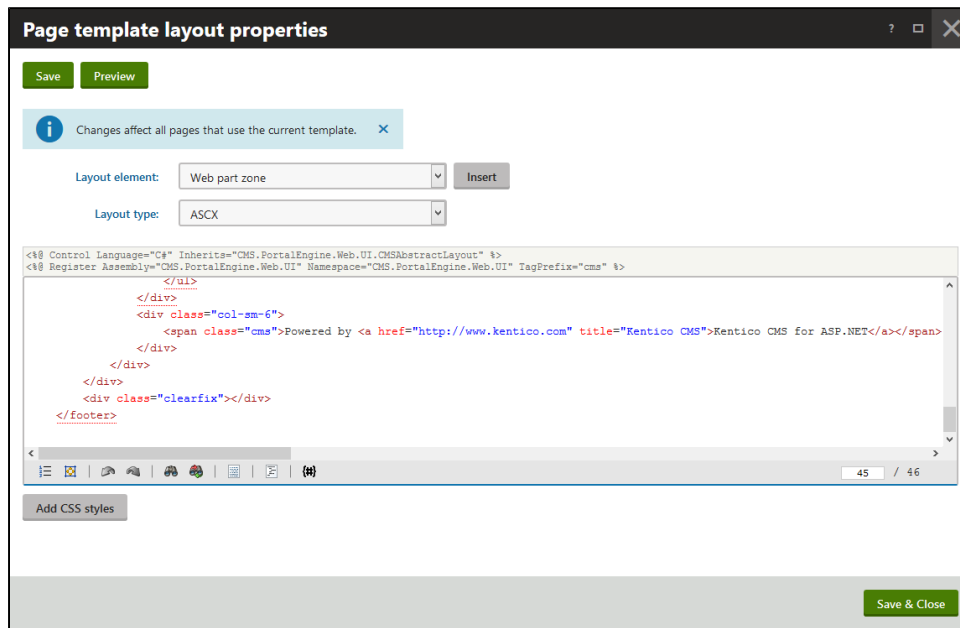 Page template layout properties
?
Save Preview
i Changes affect all pages that use the current template.
Layout element: Web part zone Insert
Layout type: ASCX
<%@ Control Language="C#" Inherits="CMS.PortalEngine.Web.UI.CMSAbstractLayout" %>
<%@ Register Assembly="CMS.PortalEngine.Web.UI" Namespace="CMS.PortalEngine.Web.UI" TagPrefix="cms" %>
</ul>
</div>
<div class="col-sm-6">
<span class="cms">Powered by <a href="http://www.kentico.com" title="Kentico CMS">Kentico CMS for ASP.NET</a></span>
</div>
</div>
</div>
<div class="clearfix"></div>
</footer>
{#} 45 / 46
Add CSS styles
Save & Close